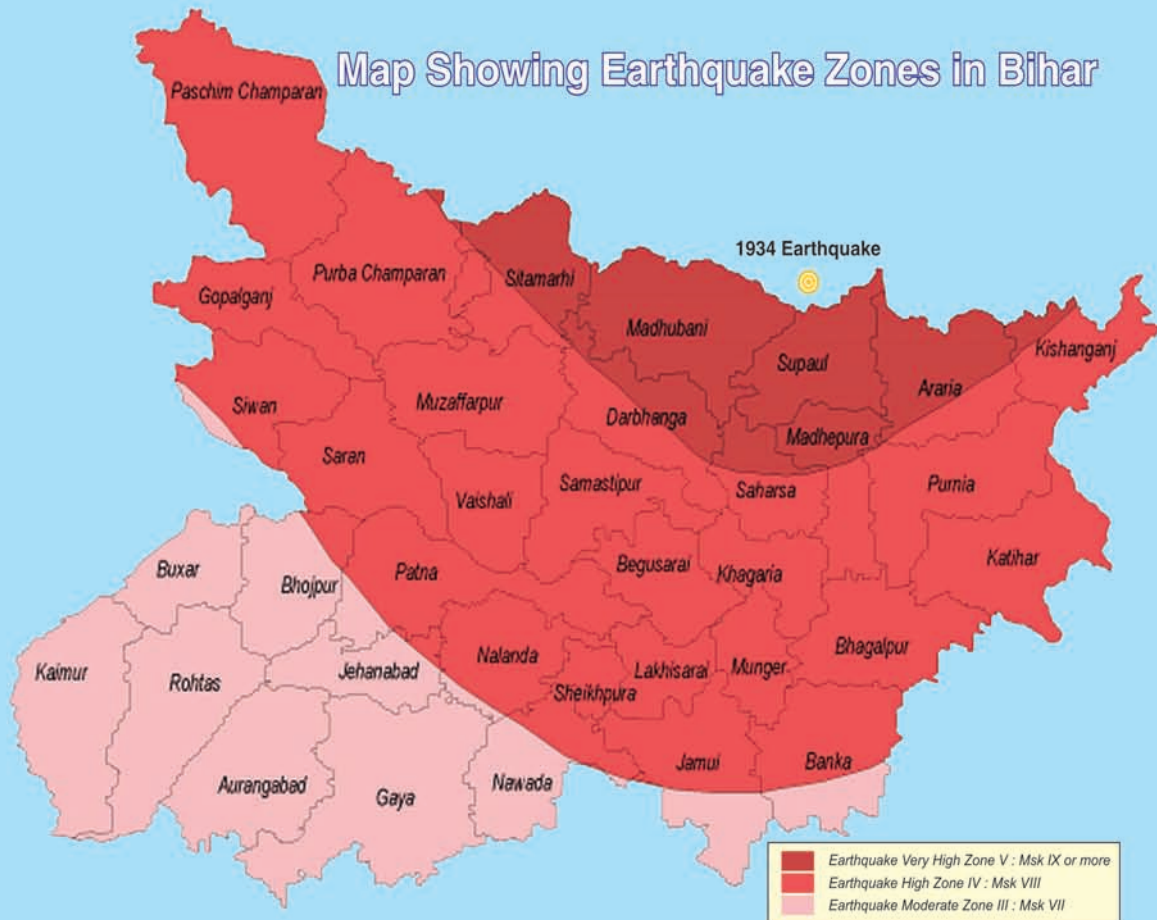 Map Showing Earthquake Zones in Bihar
Paschim Champaran
1934 Earthquake
Purba Champaran
Sitamarhi
Gopalganj
Madhubani
Supaul
Kishanganj
Araria
Siwan
Muzaffarpur
Darbhanga
Madhepura
Saran
Vaishali
Samastipur
Saharsa
Purnia
Buxar
Bhojpur
Patna
Begusarai
Khagaria
Katihar
Kaimur
Rohtas
Jehanabad
Nalanda
Sheikhpura
Lakhisarai
Munger
Bhagalpur
Aurangabad
Gaya
Nawada
Jamui
Banka
Earthquake Very High Zone V : Msk IX or more
Earthquake High Zone IV : Msk VIII
Earthquake Moderate Zone III : Msk VII